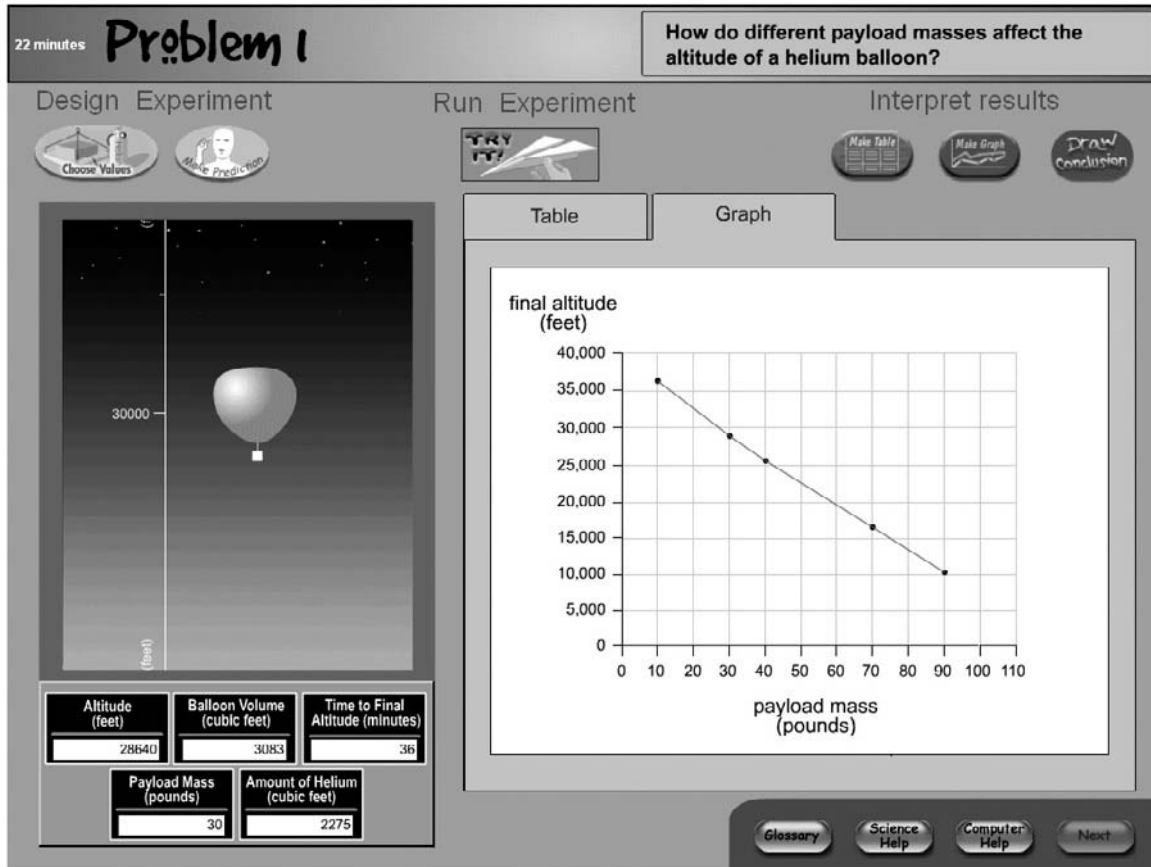 22 minutes
Problem 1
How do different payload masses affect the
altitude of a helium balloon?
Design Experiment
Run Experiment
Interpret results
Choose Values
Make Prediction
TRY
IT!
Make Table
Make Graph
Draw
Conclusion
Table
Graph
30000
(feet)
final altitude
(feet)
40,000
35,000
30,000
25,000
20,000
15,000
10,000
5,000
0
0 10 20 30 40 50 60 70 80 90 100 110
payload mass
(pounds)
Altitude
(feet)
28640
Balloon Volume
(cubic feet)
3083
Time to Final
Altitude (minutes)
36
Payload Mass
(pounds)
30
Amount of Helium
(cubic feet)
2275
Glossary
Science
Help
Computer
Help
Next